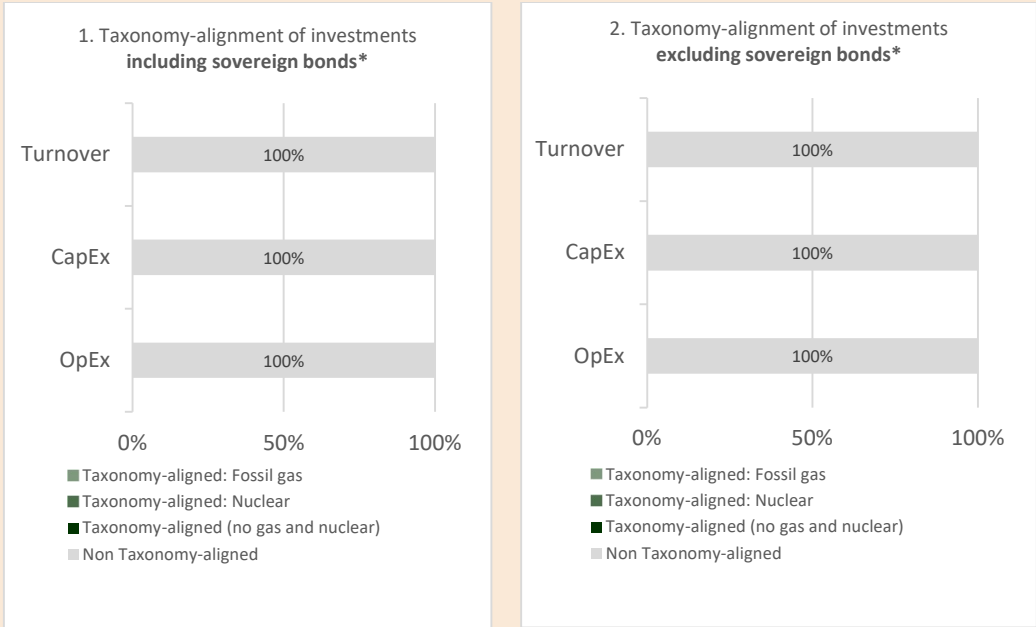 1. Taxonomy-alignment of investments
including sovereign bonds*
Turnover
100%
CapEx
100%
OpEx
100%
0%
50%
100%
Taxonomy-aligned: Fossil gas
Taxonomy-aligned: Nuclear
Taxonomy-aligned (no gas and nuclear)
Non Taxonomy-aligned
2. Taxonomy-alignment of investments
excluding sovereign bonds*
Turnover
100%
CapEx
100%
OpEx
100%
0%
50%
100%
Taxonomy-aligned: Fossil gas
Taxonomy-aligned: Nuclear
Taxonomy-aligned (no gas and nuclear)
Non Taxonomy-aligned